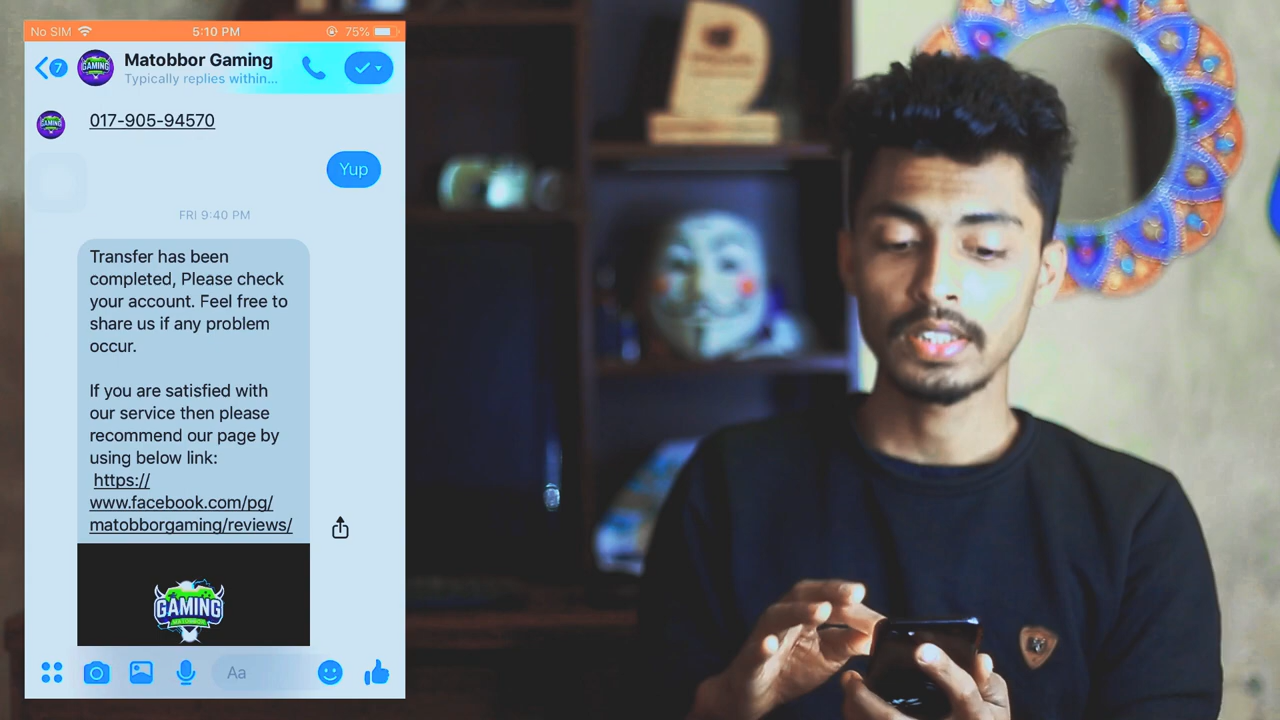 No SIM 5:10 PM 75%
7
Matobbor Gaming
Typically replies within...
017-905-94570
Yup
FRI 9:40 PM
Transfer has been
completed, Please check
your account. Feel free to
share us if any problem
occur.
If you are satisfied with
our service then please
recommend our page by
using below link:
https://
www.facebook.com/pg/
matobborgaming/reviews/
GAMING
MATOBBOR
Aa